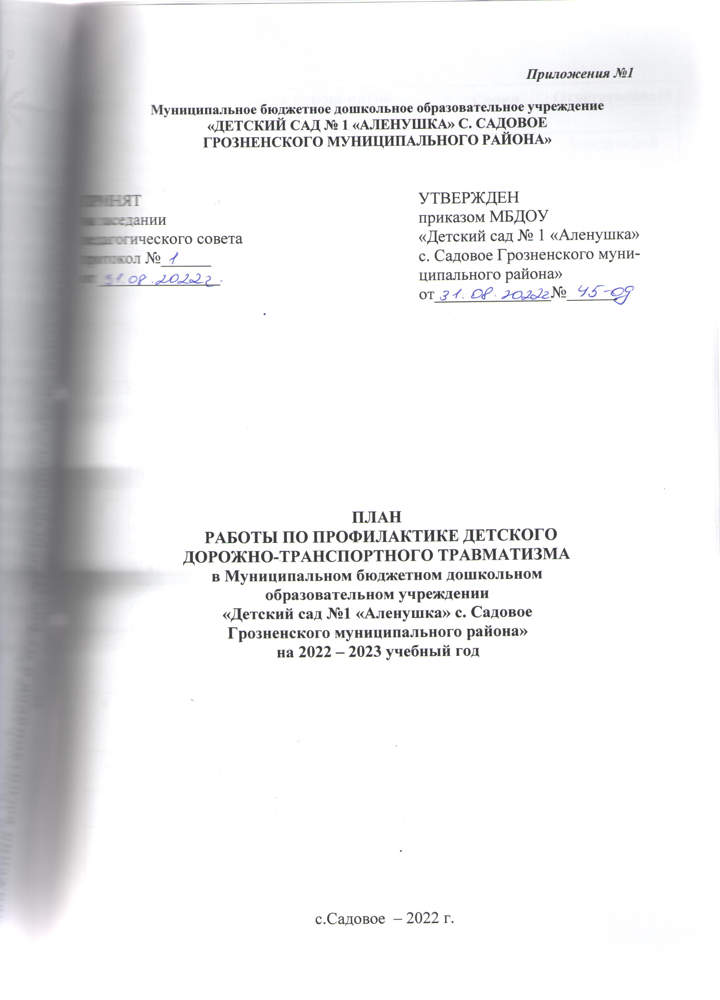 Приложения №1
Муниципальное бюджетное дошкольное образовательное учреждение
«ДЕТСКИЙ САД № 1 «АЛЕНУШКА» С. САДОВОЕ
ГРОЗНЕНСКОГО МУНИЦИПАЛЬНОГО РАЙОНА»
ПРИНЯТ
на заседании
педагогического совета
протокол № 1
от 31.08.2022г.
УТВЕРЖДЕН
приказом МБДОУ
«Детский сад № 1 «Аленушка»
с. Садовое Грозненского муни-
ципального района»
от 31.08.2022г № 45-од
ПЛАН
РАБОТЫ ПО ПРОФИЛАКТИКЕ ДЕТСКОГО
ДОРОЖНО-ТРАНСПОРТНОГО ТРАВМАТИЗМА
в Муниципальном бюджетном дошкольном
образовательном учреждении
«Детский сад №1 «Аленушка» с. Садовое
Грозненского муниципального района»
на 2022 – 2023 учебный год
с.Садовое – 2022 г.